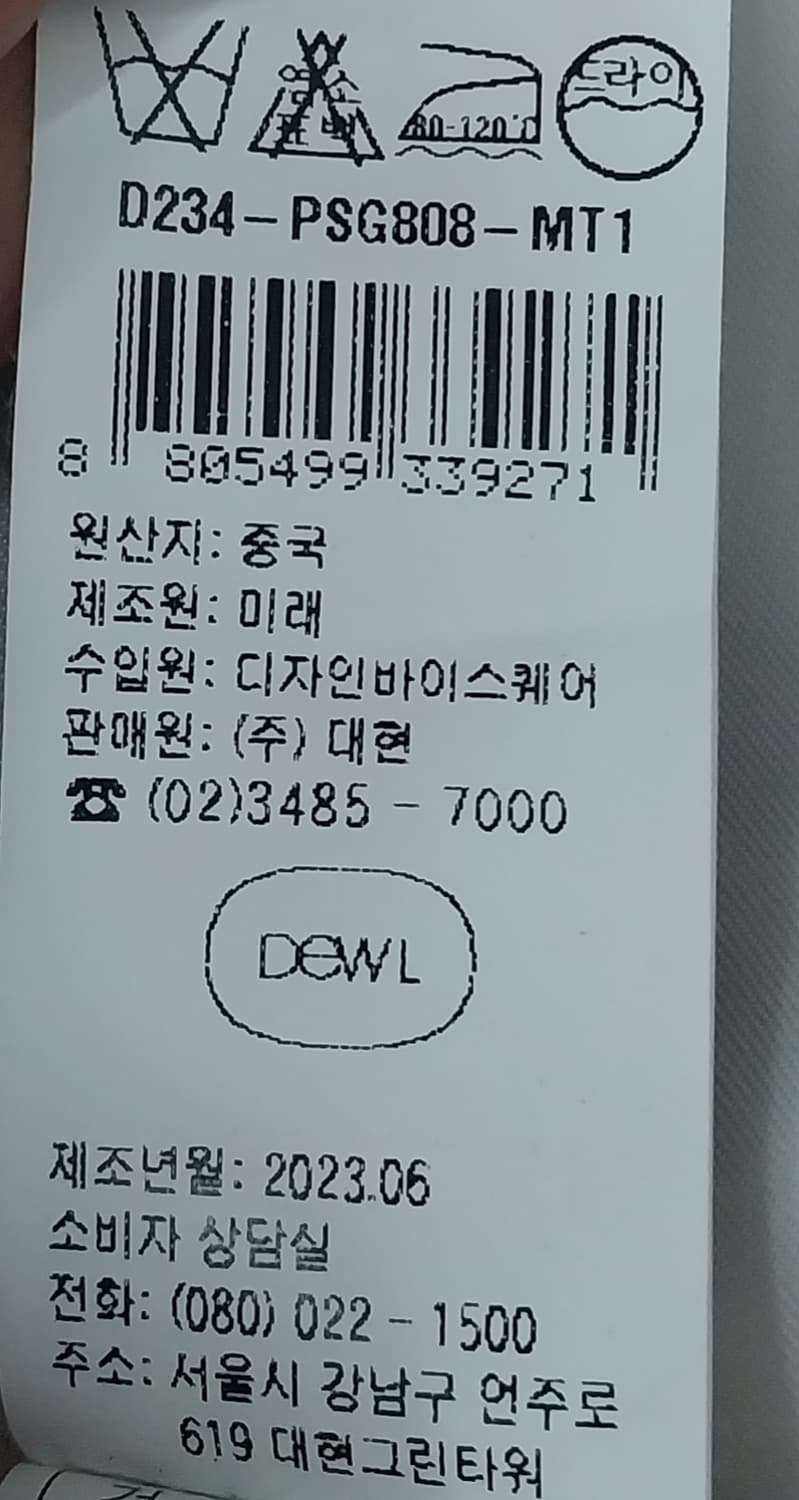 염소
표백
80-120℃
드라이
D234-PSG808-MT1
8 805499 339271
원산지: 중국
제조원: 미래
수입원: 디자인바이스퀘어
판매원: (주) 대현
☎ (02)3485 - 7000
DEWL
제조년월: 2023.06
소비자 상담실
전화: (080) 022 - 1500
주소: 서울시 강남구 언주로
619 대현그린타워